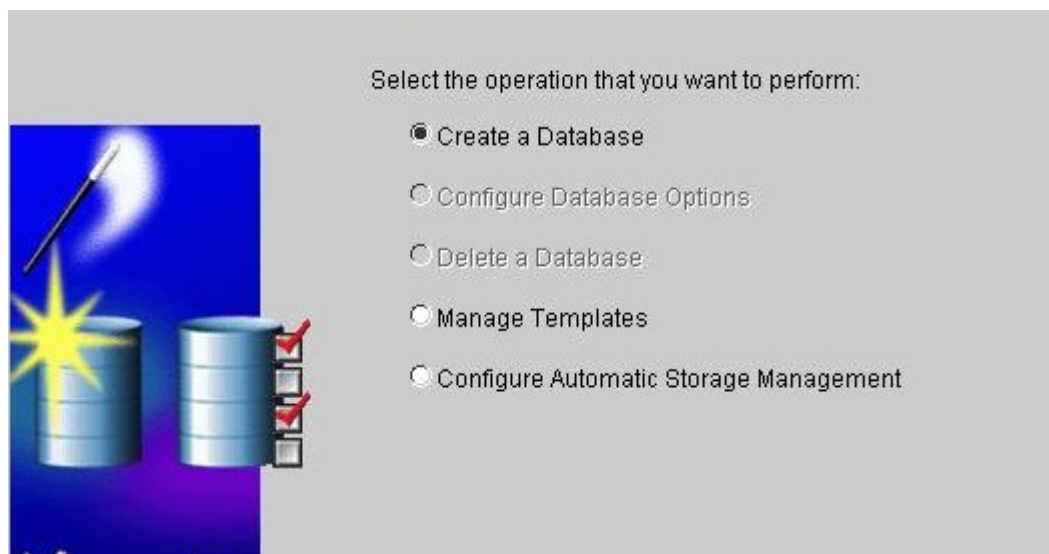 Select the operation that you want to perform:
Create a Database
Configure Database Options
Delete a Database
Manage Templates
Configure Automatic Storage Management